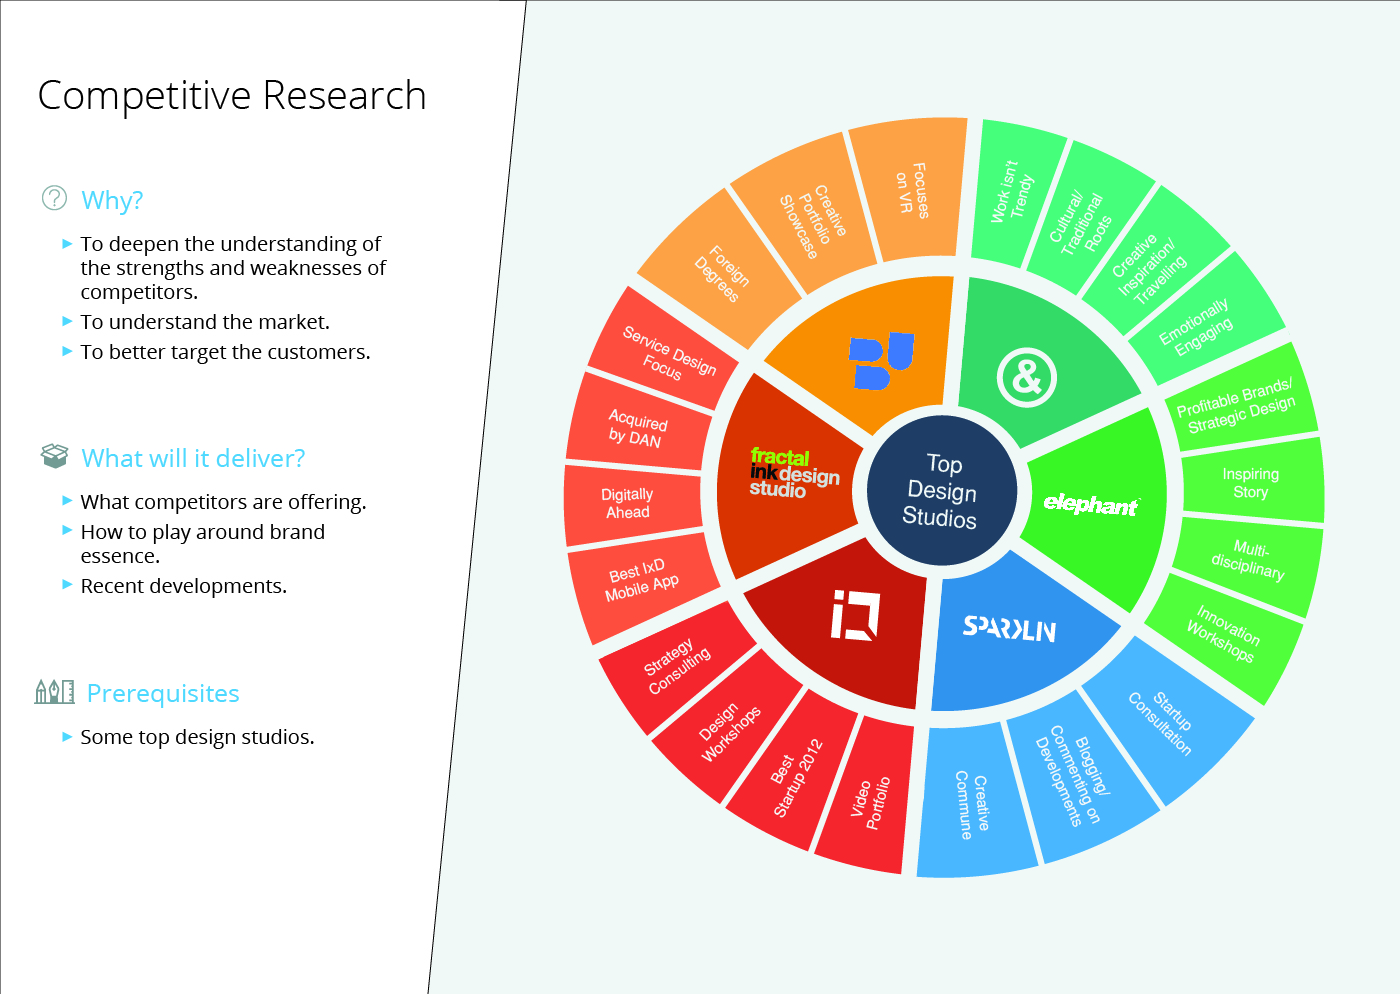 Competitive Research
Why?
To deepen the understanding of
the strengths and weaknesses of
competitors.
To understand the market.
To better target the customers.
What will it deliver?
What competitors are offering.
How to play around brand
essence.
Recent developments.
Prerequisites
Some top design studios.
Top
Design
Studios
&
Work isn't
Trendy
Cultural/
Traditional
Roots
Creative
Inspiration/
Travelling
Emotionally
Engaging
elephant
Profitable Brands/
Strategic Design
Inspiring
Story
Multi-
disciplinary
Innovation
Workshops
SPARKLIN
Startup
Consultation
Blogging/
Commenting on
Developments
Creative
Commune
Video
Portfolio
Best
Startup 2012
Design
Workshops
Strategy
Consulting
fractal
ink design
studio
Best IxD
Mobile App
Digitally
Ahead
Acquired
by DAN
Service Design
Focus
Foreign
Degrees
Creative
Portfolio
Showcase
Focuses
on VR